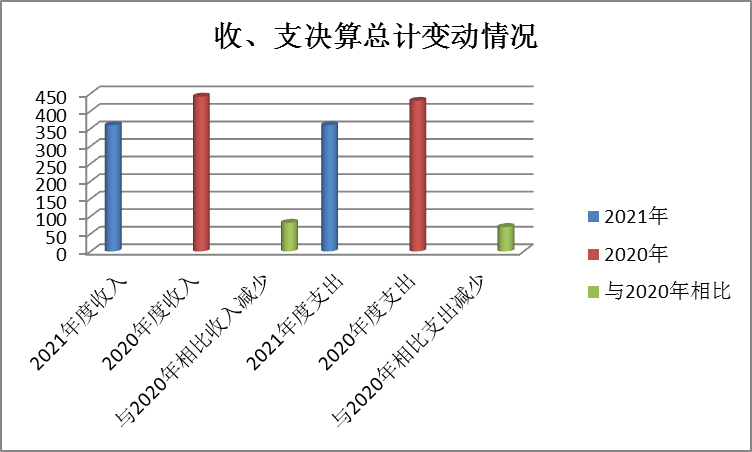 收、支决算总计变动情况
450
400
350
300
250
200
150
100
50
0
2021年度收入
2020年度收入
与2020年相比收入减少
2021年度支出
2020年度支出
与2020年相比支出减少
2021年
2020年
与2020年相比